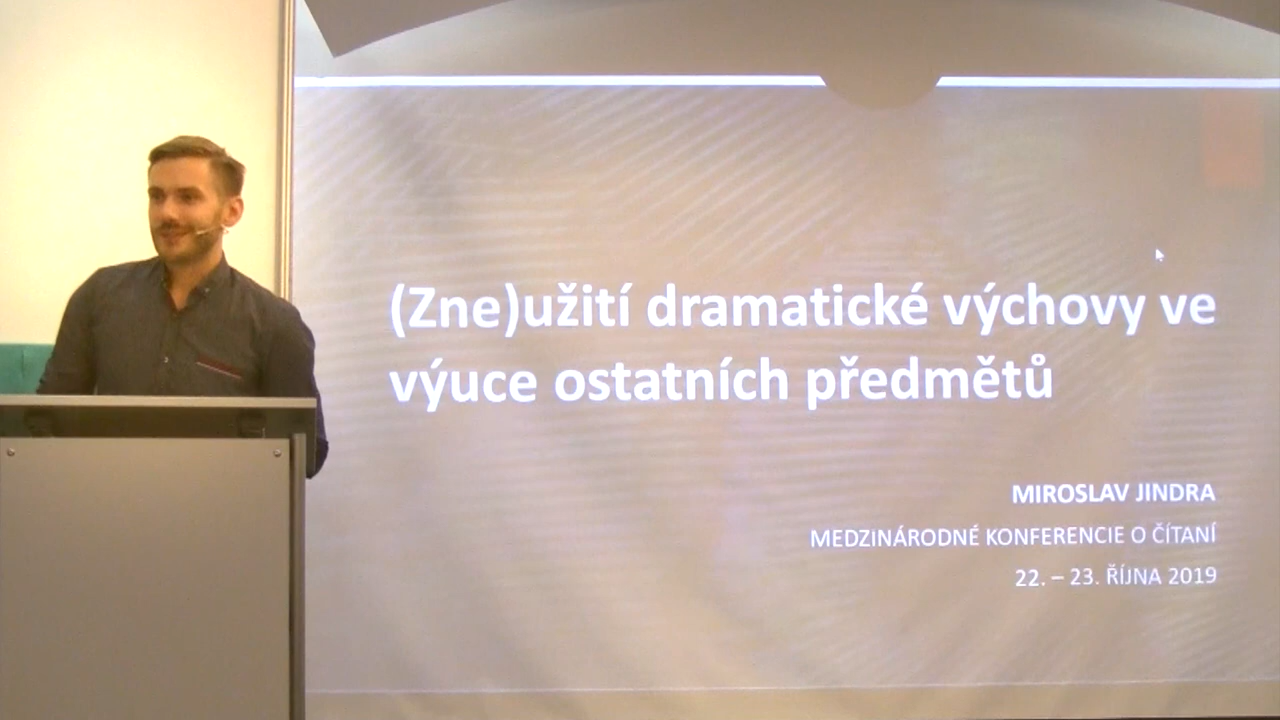 (Zne)užití dramatické výchovy ve
výuce ostatních předmětů
MIROSLAV JINDRA
MEDZINÁRODNÉ KONFERENCIE O ČÍTANÍ
22. – 23. ŘÍJNA 2019